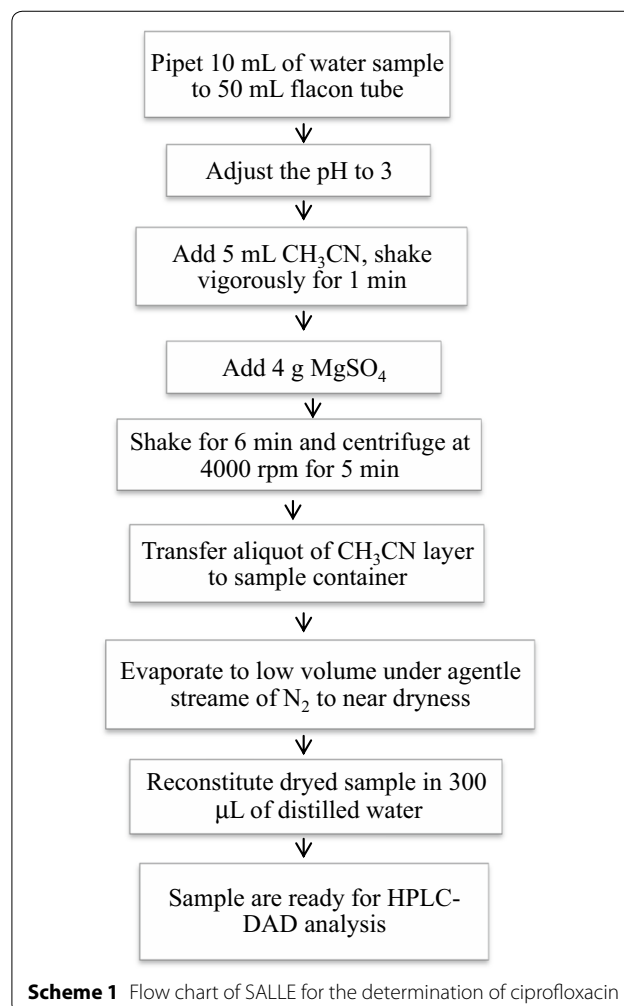 Pipet 10 mL of water sample
to 50 mL flacon tube
Adjust the pH to 3
Add 5 mL CH₃CN, shake
vigorously for 1 min
Add 4 g MgSO₄
Shake for 6 min and centrifuge at
4000 rpm for 5 min
Transfer aliquot of CH₃CN layer
to sample container
Evaporate to low volume under agentle
streame of N₂ to near dryness
Reconstitute dryed sample in 300
µL of distilled water
Sample are ready for HPLC-
DAD analysis
Scheme 1 Flow chart of SALLE for the determination of ciprofloxacin